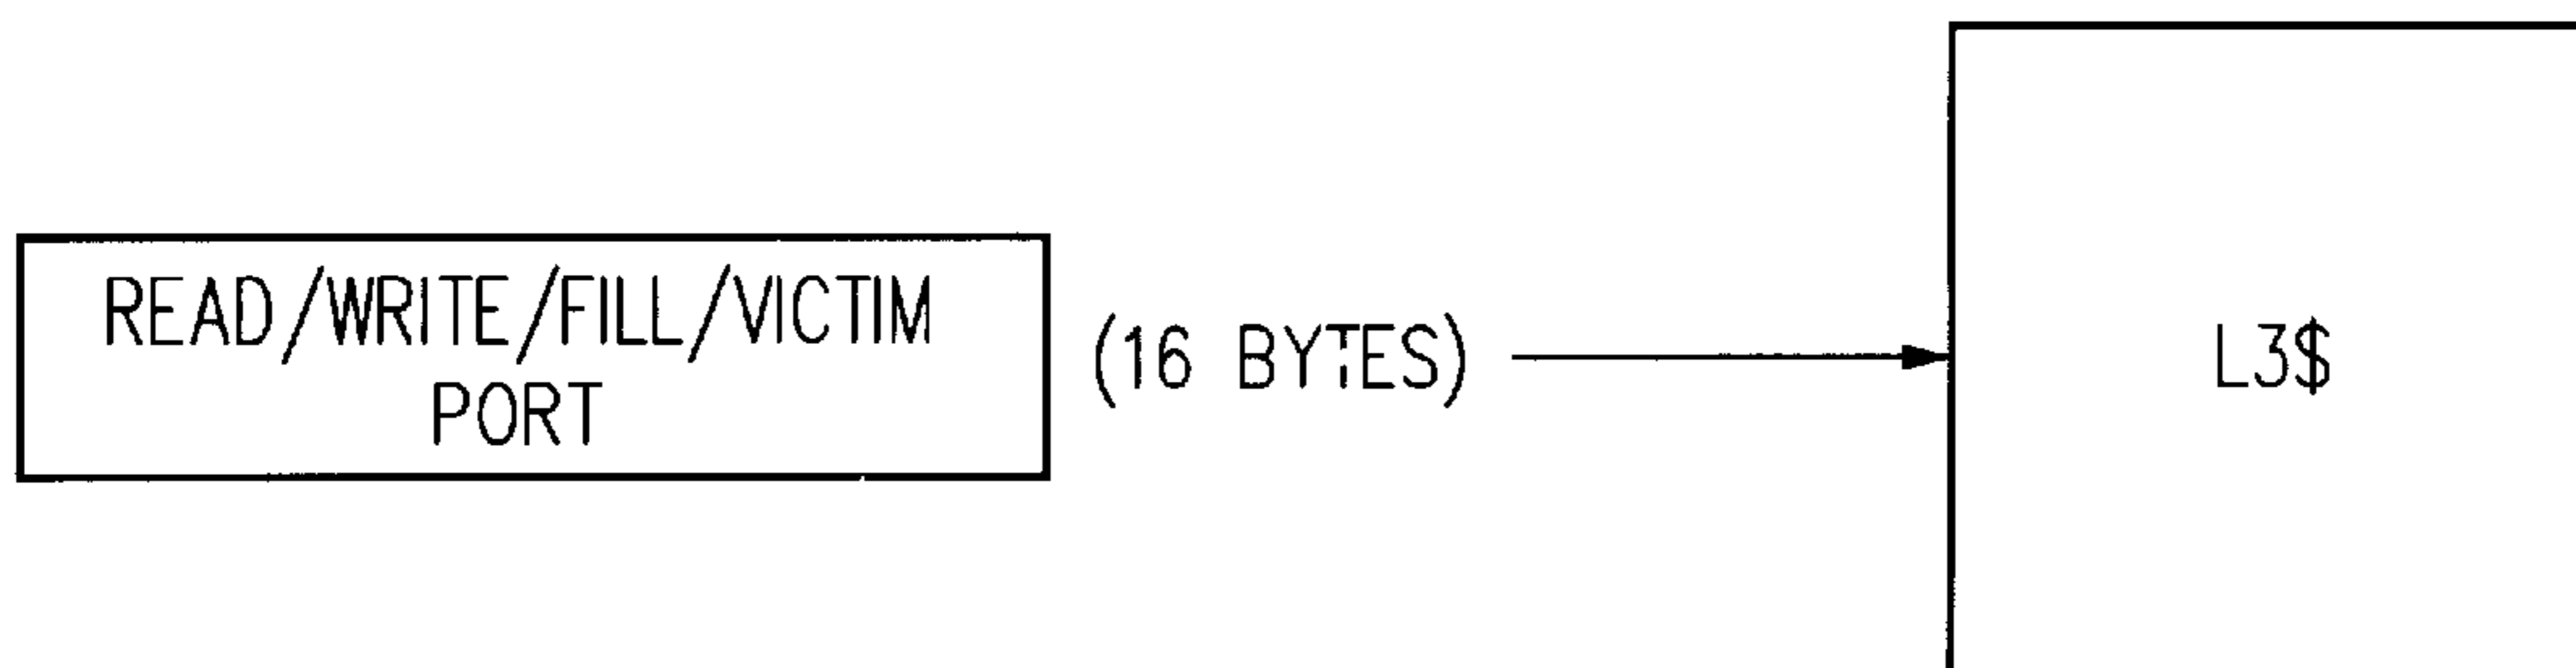 READ/WRITE/FILL/VICTIM
PORT
(16 BYTES)
L3$